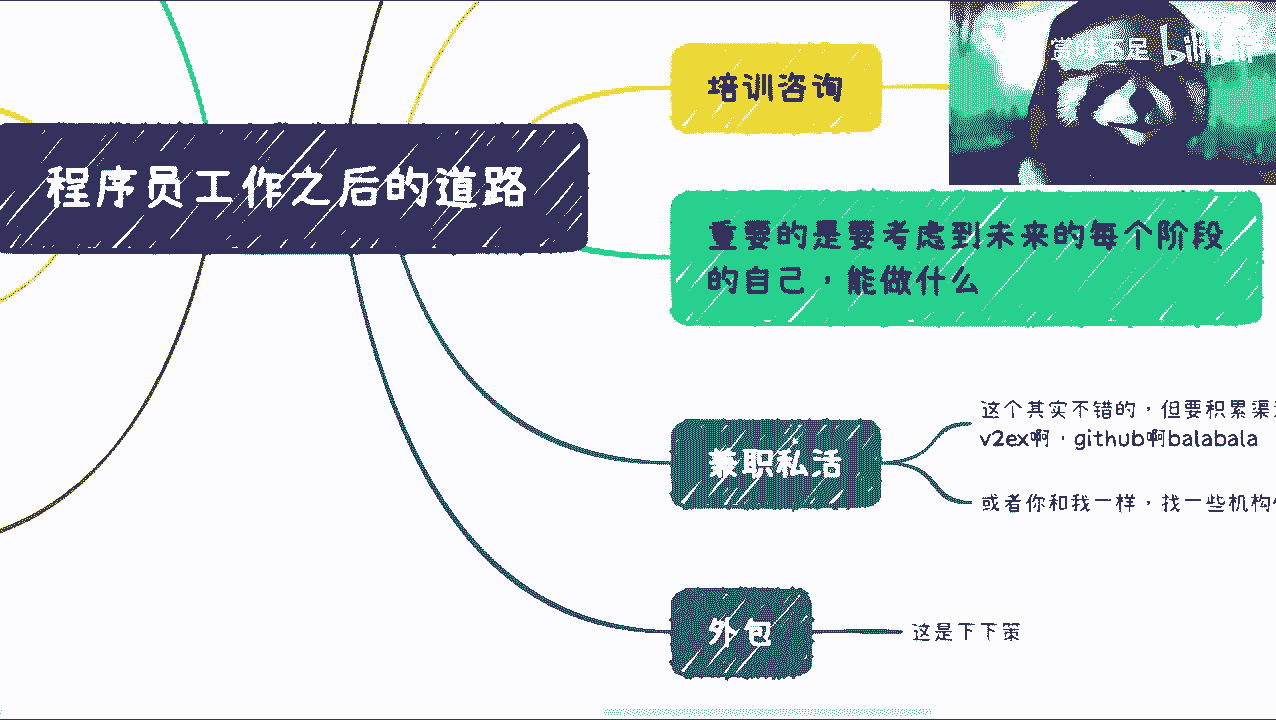 赏味不足 bilibili
培训咨询
程序员工作之后的道路
重要的是要考虑到未来的每个阶段
的自己，能做什么
这个其实不错的，但要积累渠
v2ex啊，github啊balabala
兼职私活
或者你和我一样，找一些机构
外包
这是下下策